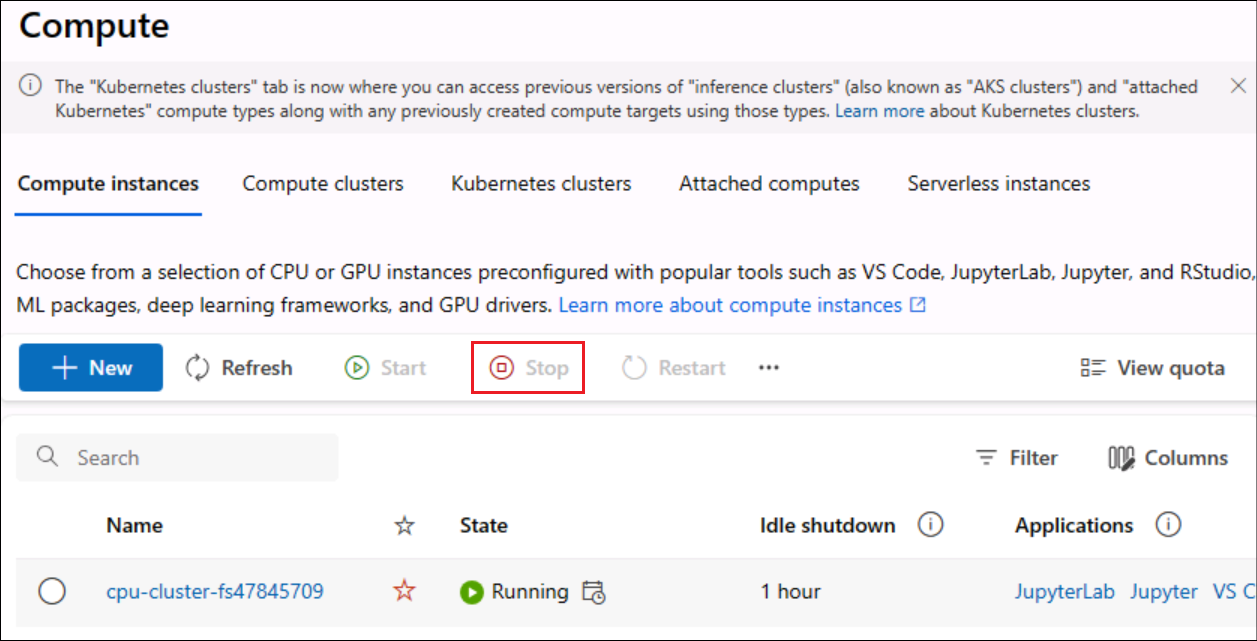 Compute
The "Kubernetes clusters" tab is now where you can access previous versions of "inference clusters" (also known as "AKS clusters") and "attached
Kubernetes" compute types along with any previously created compute targets using those types. Learn more about Kubernetes clusters.
Compute instances Compute clusters Kubernetes clusters Attached computes Serverless instances
Choose from a selection of CPU or GPU instances preconfigured with popular tools such as VS Code, JupyterLab, Jupyter, and RStudio,
ML packages, deep learning frameworks, and GPU drivers. Learn more about compute instances
New Refresh Start Stop Restart ... View quota
Search Filter Columns
Name State Idle shutdown Applications
cpu-cluster-fs47845709 Running 1 hour JupyterLab Jupyter VS C